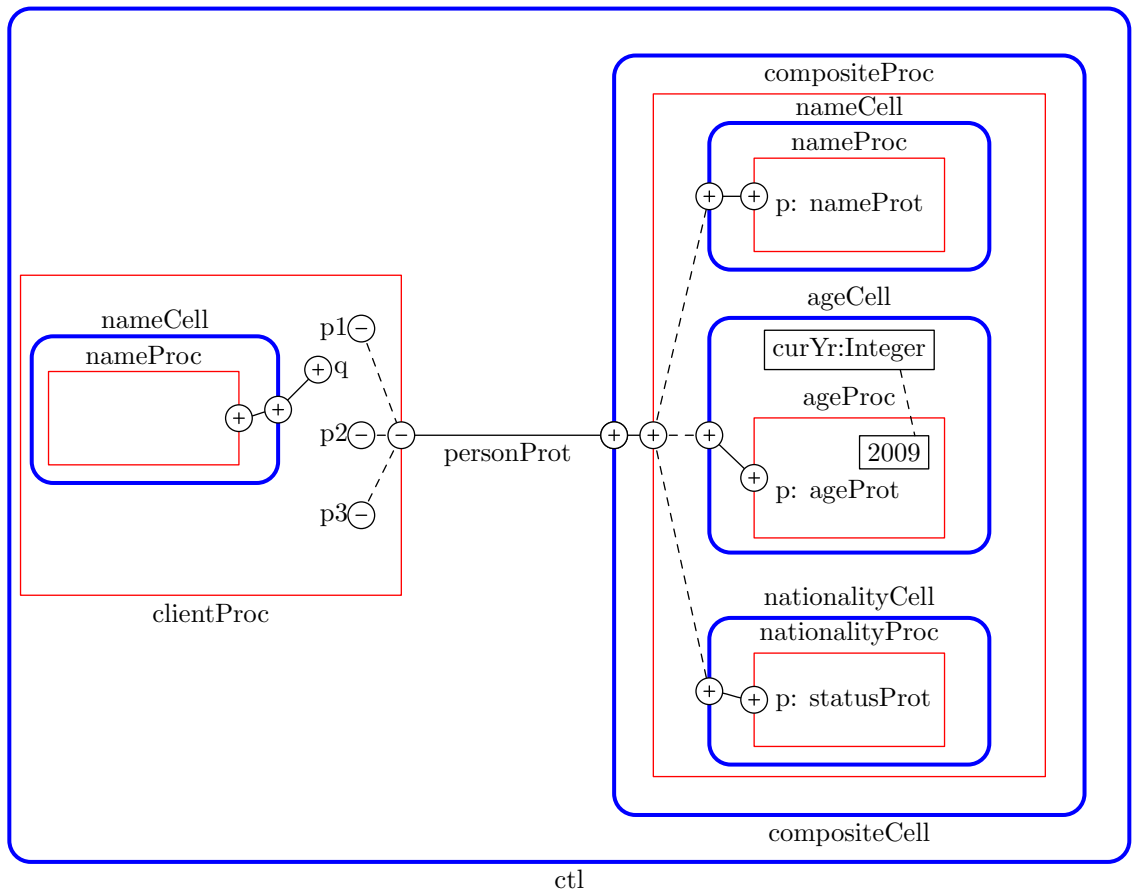 compositeProc
nameCell
nameProc
+ + p: nameProt
ageCell
curYr:Integer
ageProc
2009
+ + p: ageProt
nationalityCell
nationalityProc
+ + p: statusProt
compositeCell
+ +
personProt
nameCell
nameProc
+ + + q
p1 −
p2 − −
p3 −
clientProc
ctl